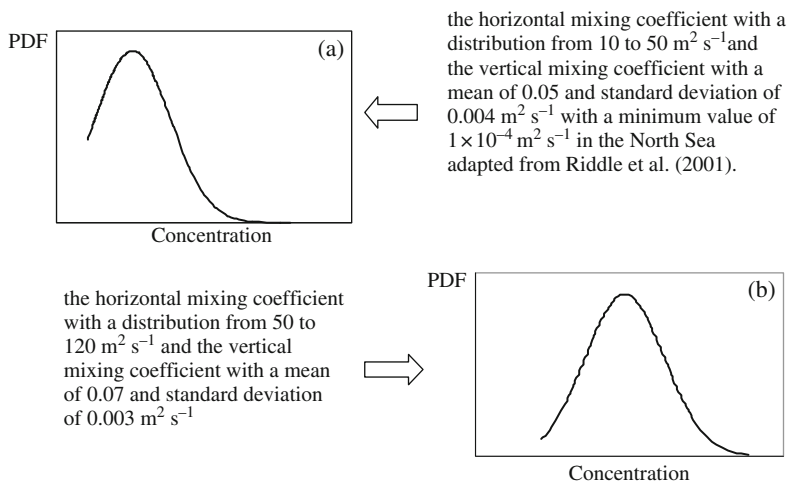 PDF
(a)
Concentration
the horizontal mixing coefficient with a
distribution from 10 to 50 m² s⁻¹and
the vertical mixing coefficient with a
mean of 0.05 and standard deviation of
0.004 m² s⁻¹ with a minimum value of
1×10⁻⁴ m² s⁻¹ in the North Sea
adapted from Riddle et al. (2001).
the horizontal mixing coefficient
with a distribution from 50 to
120 m² s⁻¹ and the vertical
mixing coefficient with a mean
of 0.07 and standard deviation
of 0.003 m² s⁻¹
PDF
(b)
Concentration